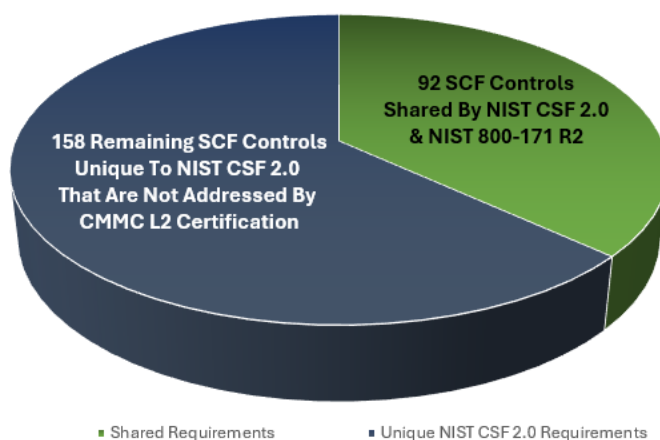 92 SCF Controls
Shared By NIST CSF 2.0
& NIST 800-171 R2
158 Remaining SCF Controls
Unique To NIST CSF 2.0
That Are Not Addressed By
CMMC L2 Certification
Shared Requirements
Unique NIST CSF 2.0 Requirements